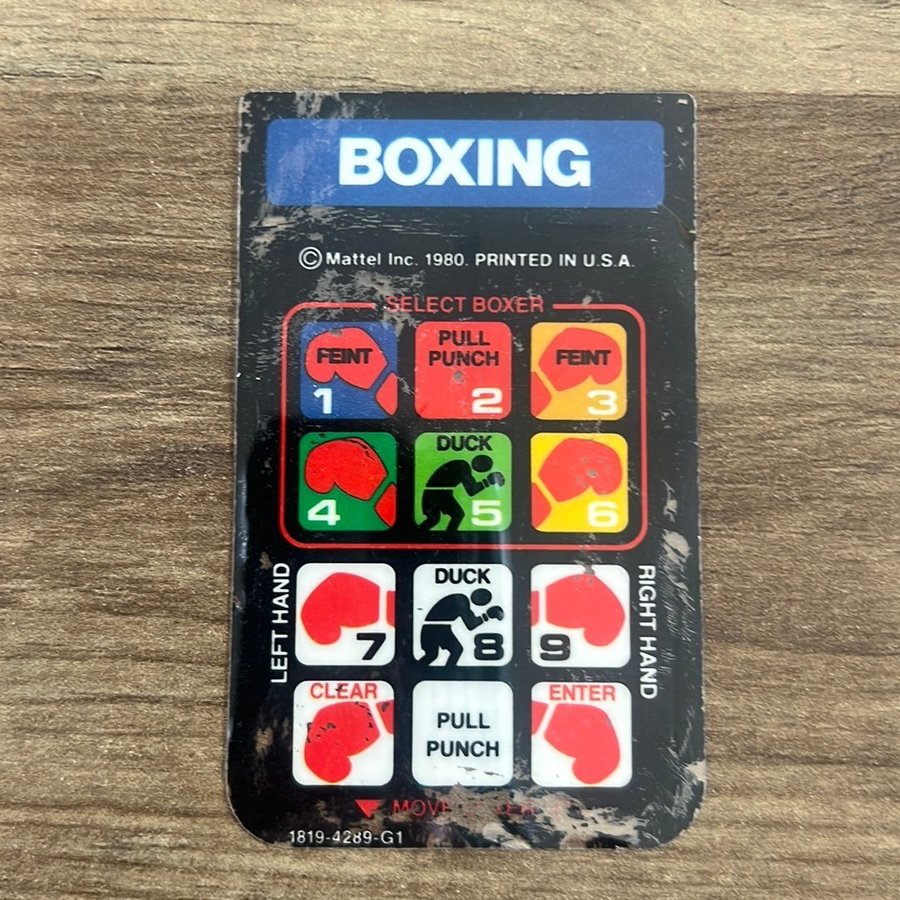 BOXING
©Mattel Inc. 1980. PRINTED IN U.S.A.
SELECT BOXER
FEINT
1
PULL
PUNCH
2
FEINT
3
4
DUCK
5
6
LEFT HAND
7
DUCK
8
9
RIGHT HAND
CLEAR
PULL
PUNCH
ENTER
MOVE
1819-4289-G1